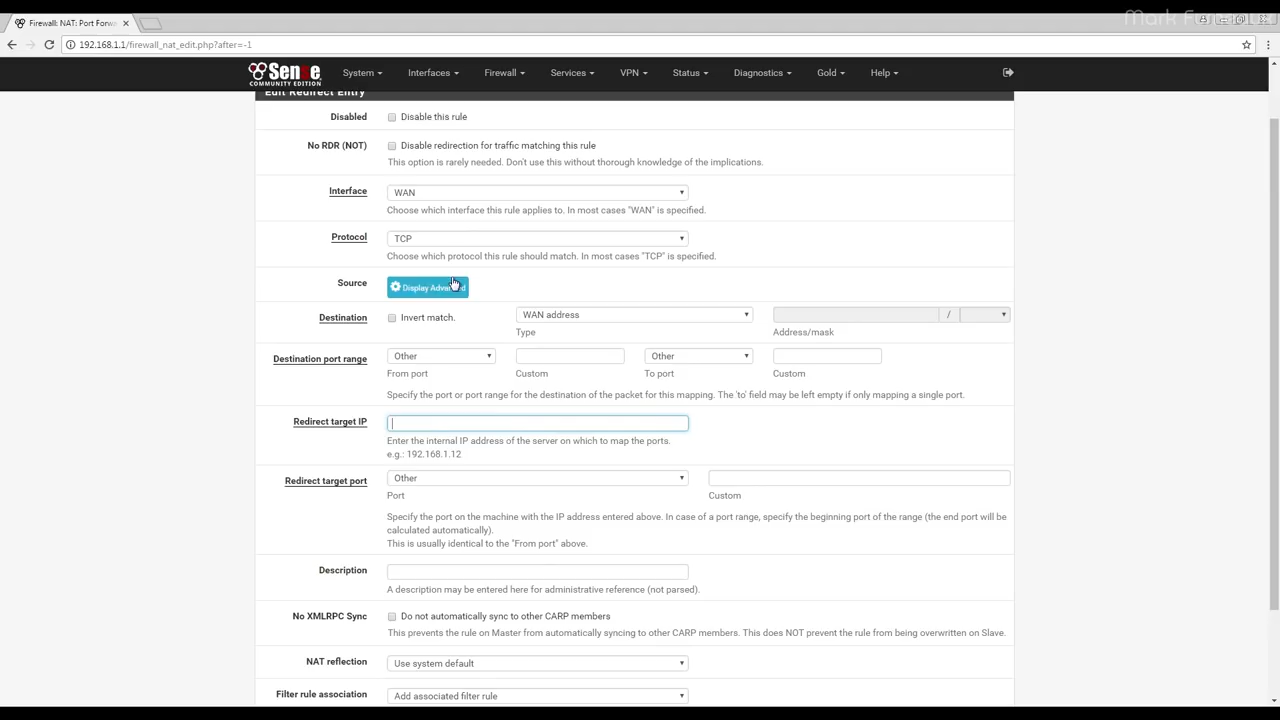 Mark Furneaux
Firewall: NAT: Port Forw
192.168.1.1/firewall_nat_edit.php?after=-1
Sense
COMMUNITY EDITION
System
Interfaces
Firewall
Services
VPN
Status
Diagnostics
Gold
Help
Edit Redirect Entry
Disabled
Disable this rule
No RDR (NOT)
Disable redirection for traffic matching this rule
This option is rarely needed. Don't use this without thorough knowledge of the implications.
Interface
WAN
Choose which interface this rule applies to. In most cases "WAN" is specified.
Protocol
TCP
Choose which protocol this rule should match. In most cases "TCP" is specified.
Source
Display Advanced
Destination
Invert match.
WAN address
/
Type
Address/mask
Destination port range
Other
Other
From port
Custom
To port
Custom
Specify the port or port range for the destination of the packet for this mapping. The 'to' field may be left empty if only mapping a single port.
Redirect target IP
Enter the internal IP address of the server on which to map the ports.
e.g.: 192.168.1.12
Redirect target port
Other
Port
Custom
Specify the port on the machine with the IP address entered above. In case of a port range, specify the beginning port of the range (the end port will be
calculated automatically).
This is usually identical to the "From port" above.
Description
A description may be entered here for administrative reference (not parsed).
No XMLRPC Sync
Do not automatically sync to other CARP members
This prevents the rule on Master from automatically syncing to other CARP members. This does NOT prevent the rule from being overwritten on Slave.
NAT reflection
Use system default
Filter rule association
Add associated filter rule